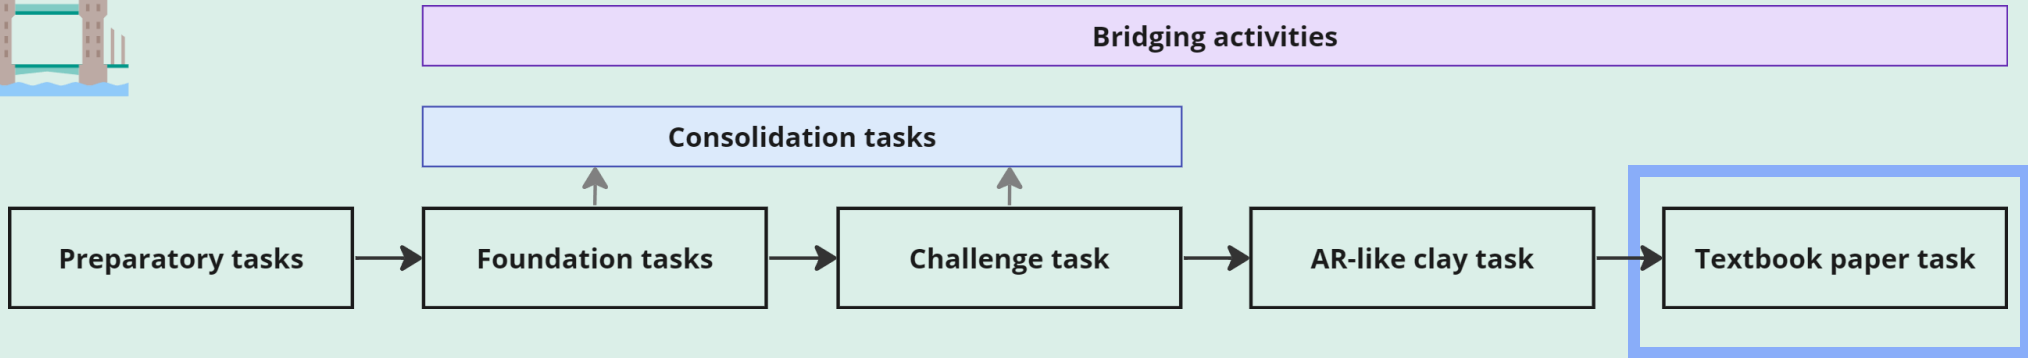 Bridging activities
Consolidation tasks
Preparatory tasks
Foundation tasks
Challenge task
AR-like clay task
Textbook paper task